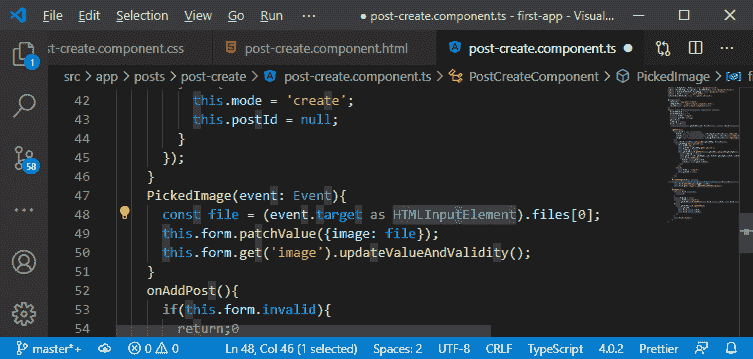 File Edit Selection View Go Run ··· post-create.component.ts - first-app - Visual...
st-create.component.css post-create.component.html post-create.component.ts
src > app > posts > post-create > post-create.component.ts > PostCreateComponent > PickedImage > f
42 this.mode = 'create';
43 this.postId = null;
44 }
45 });
46 }
47 PickedImage(event: Event){
48 const file = (event.target as HTMLInputElement).files[0];
49 this.form.patchValue({image: file});
50 this.form.get('image').updateValueAndValidity();
51 }
52 onAddPost(){
53 if(this.form.invalid){
54 return;0
1
58
master*+ 0 0 Ln 48, Col 46 (1 selected) Spaces: 2 UTF-8 CRLF TypeScript 4.0.2 Prettier